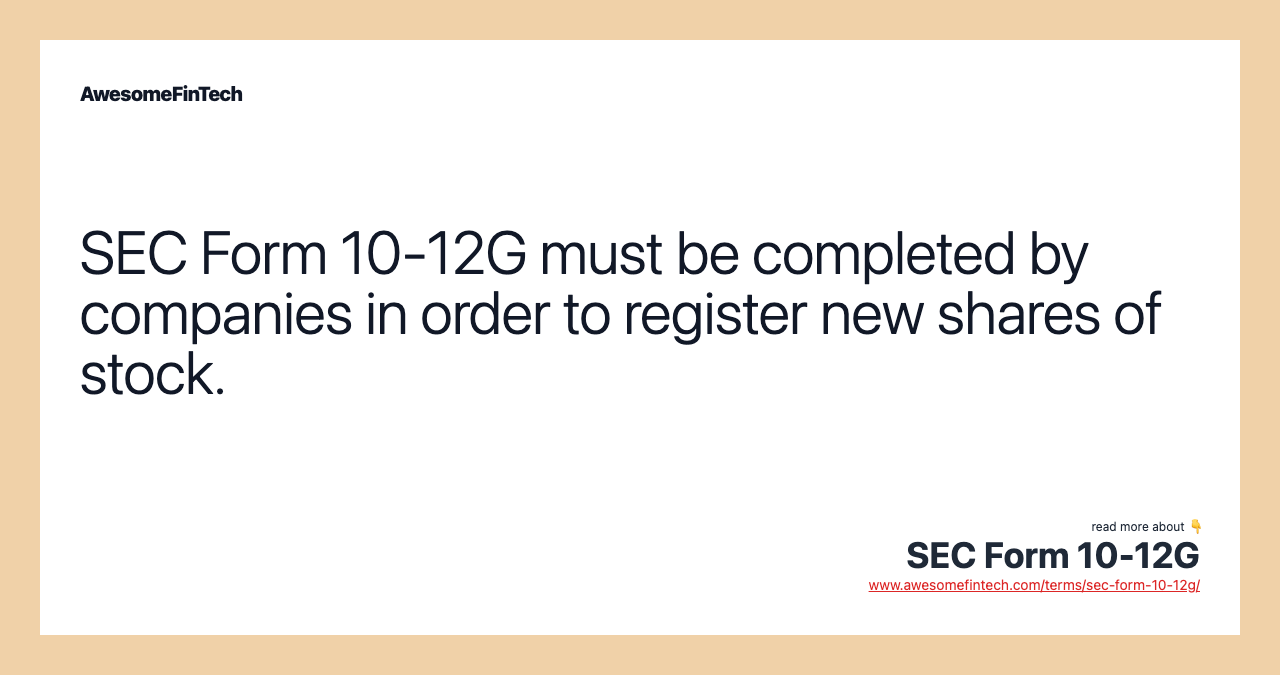 AwesomeFinTech
SEC Form 10-12G must be completed by
companies in order to register new shares of
stock.
read more about 👇
SEC Form 10-12G
www.awesomefintech.com/terms/sec-form-10-12g/